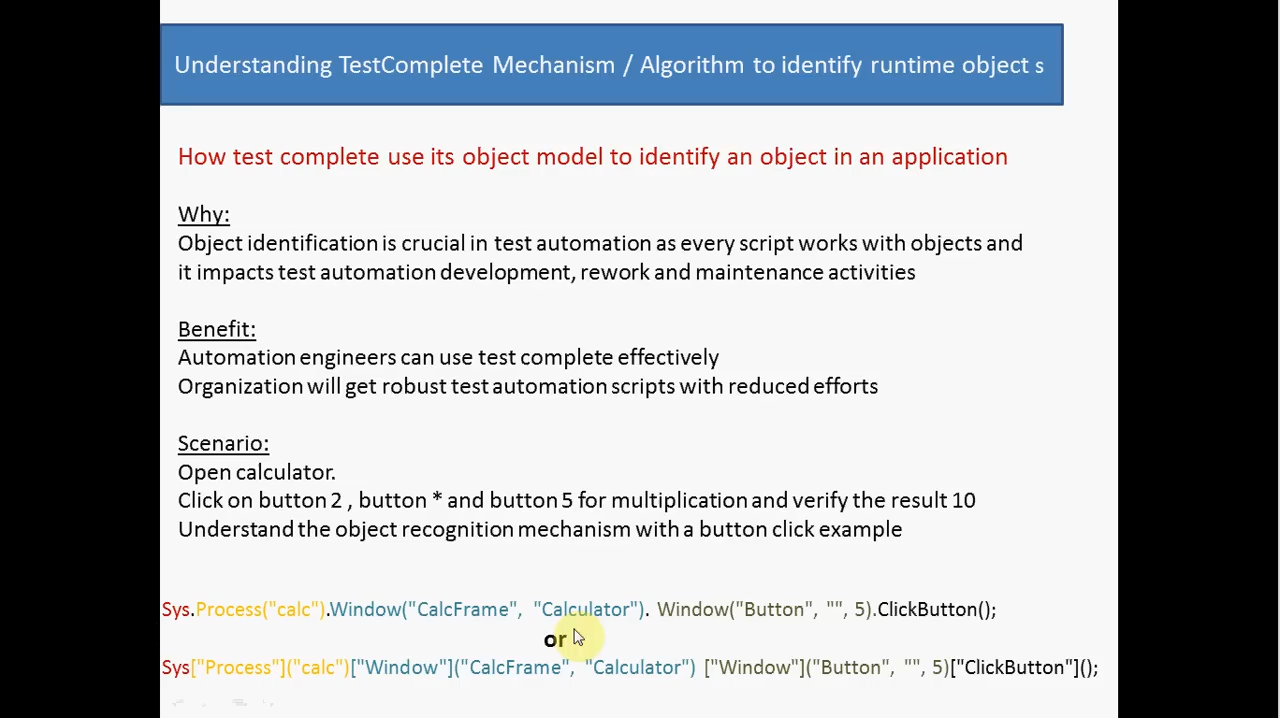 Understanding TestComplete Mechanism / Algorithm to identify runtime object s
How test complete use its object model to identify an object in an application
Why:
Object identification is crucial in test automation as every script works with objects and
it impacts test automation development, rework and maintenance activities
Benefit:
Automation engineers can use test complete effectively
Organization will get robust test automation scripts with reduced efforts
Scenario:
Open calculator.
Click on button 2 , button * and button 5 for multiplication and verify the result 10
Understand the object recognition mechanism with a button click example
Sys.Process("calc").Window("CalcFrame", "Calculator"). Window("Button", "", 5).ClickButton();
or
Sys["Process"]("calc")["Window"]("CalcFrame", "Calculator") ["Window"]("Button", "", 5)["ClickButton"]();